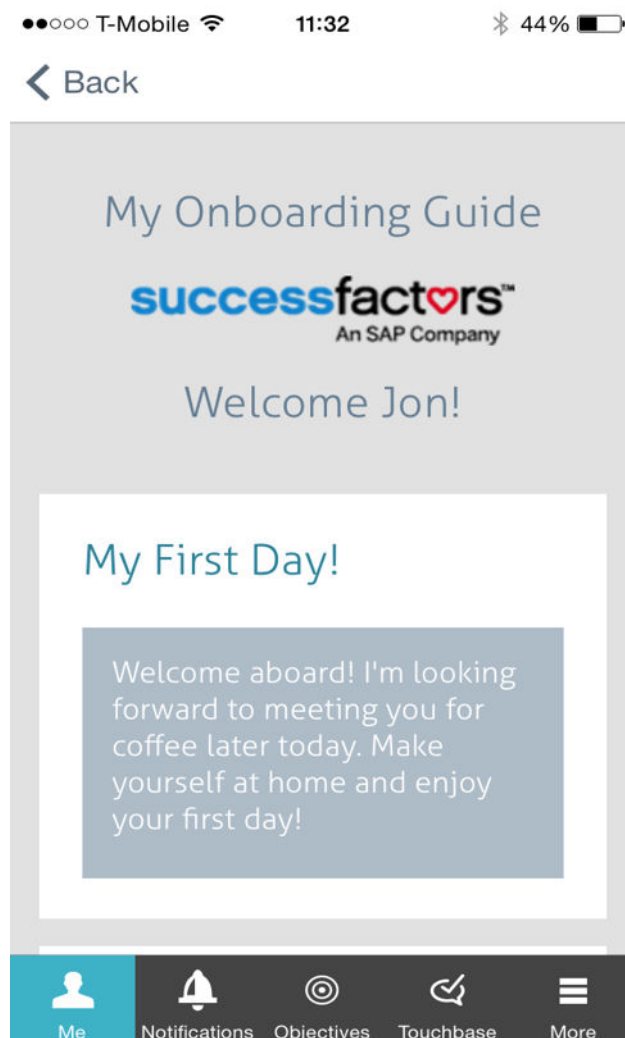 T-Mobile 11:32 44%
Back
My Onboarding Guide
successfactors™
An SAP Company
Welcome Jon!
My First Day!
Welcome aboard! I'm looking
forward to meeting you for
coffee later today. Make
yourself at home and enjoy
your first day!
Me Notifications Objectives Touchbase More